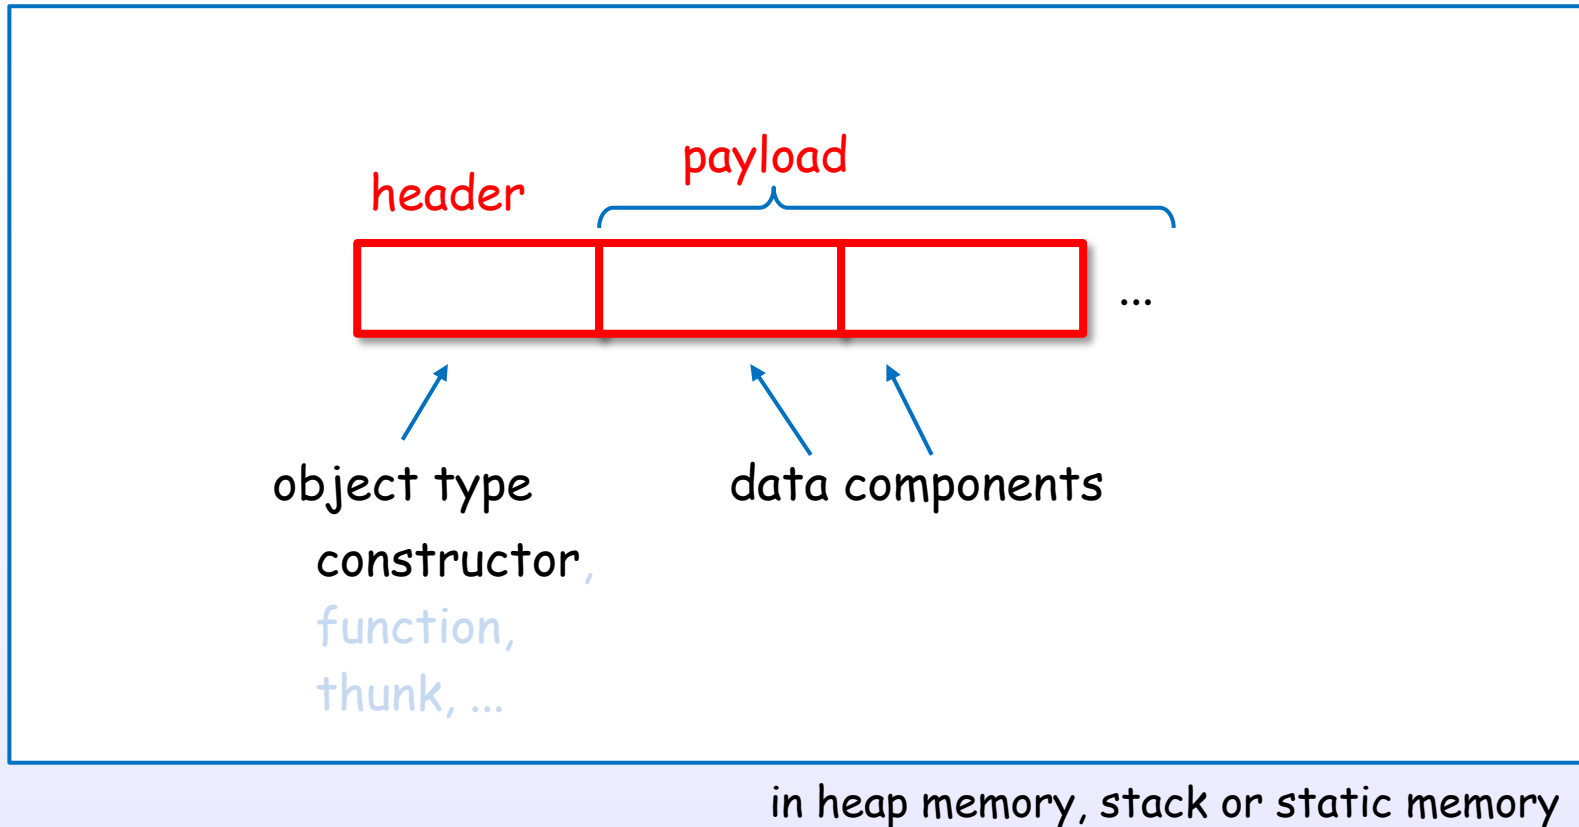 payload
header
...
object type
data components
constructor,
function,
thunk, ...
in heap memory, stack or static memory